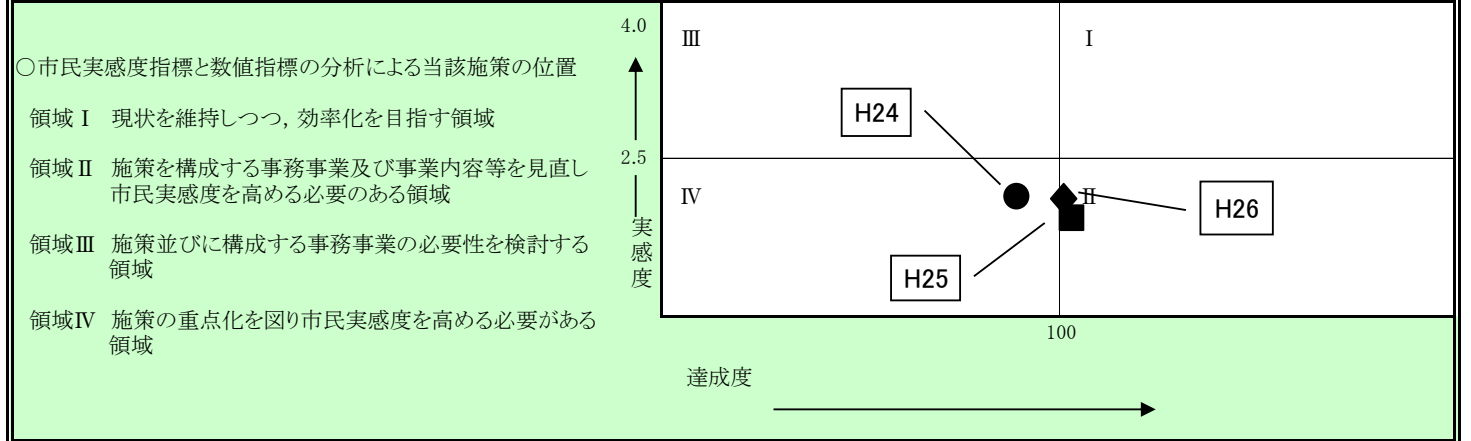 ○市民実感度指標と数値指標の分析による当該施策の位置
領域Ⅰ 現状を維持しつつ，効率化を目指す領域
領域Ⅱ 施策を構成する事務事業及び事業内容等を見直し
市民実感度を高める必要のある領域
領域Ⅲ 施策並びに構成する事務事業の必要性を検討する
領域
領域Ⅳ 施策の重点化を図り市民実感度を高める必要がある
領域
4.0
2.5
実感度
Ⅲ
Ⅰ
H24
Ⅳ
Ⅱ
H26
H25
100
達成度